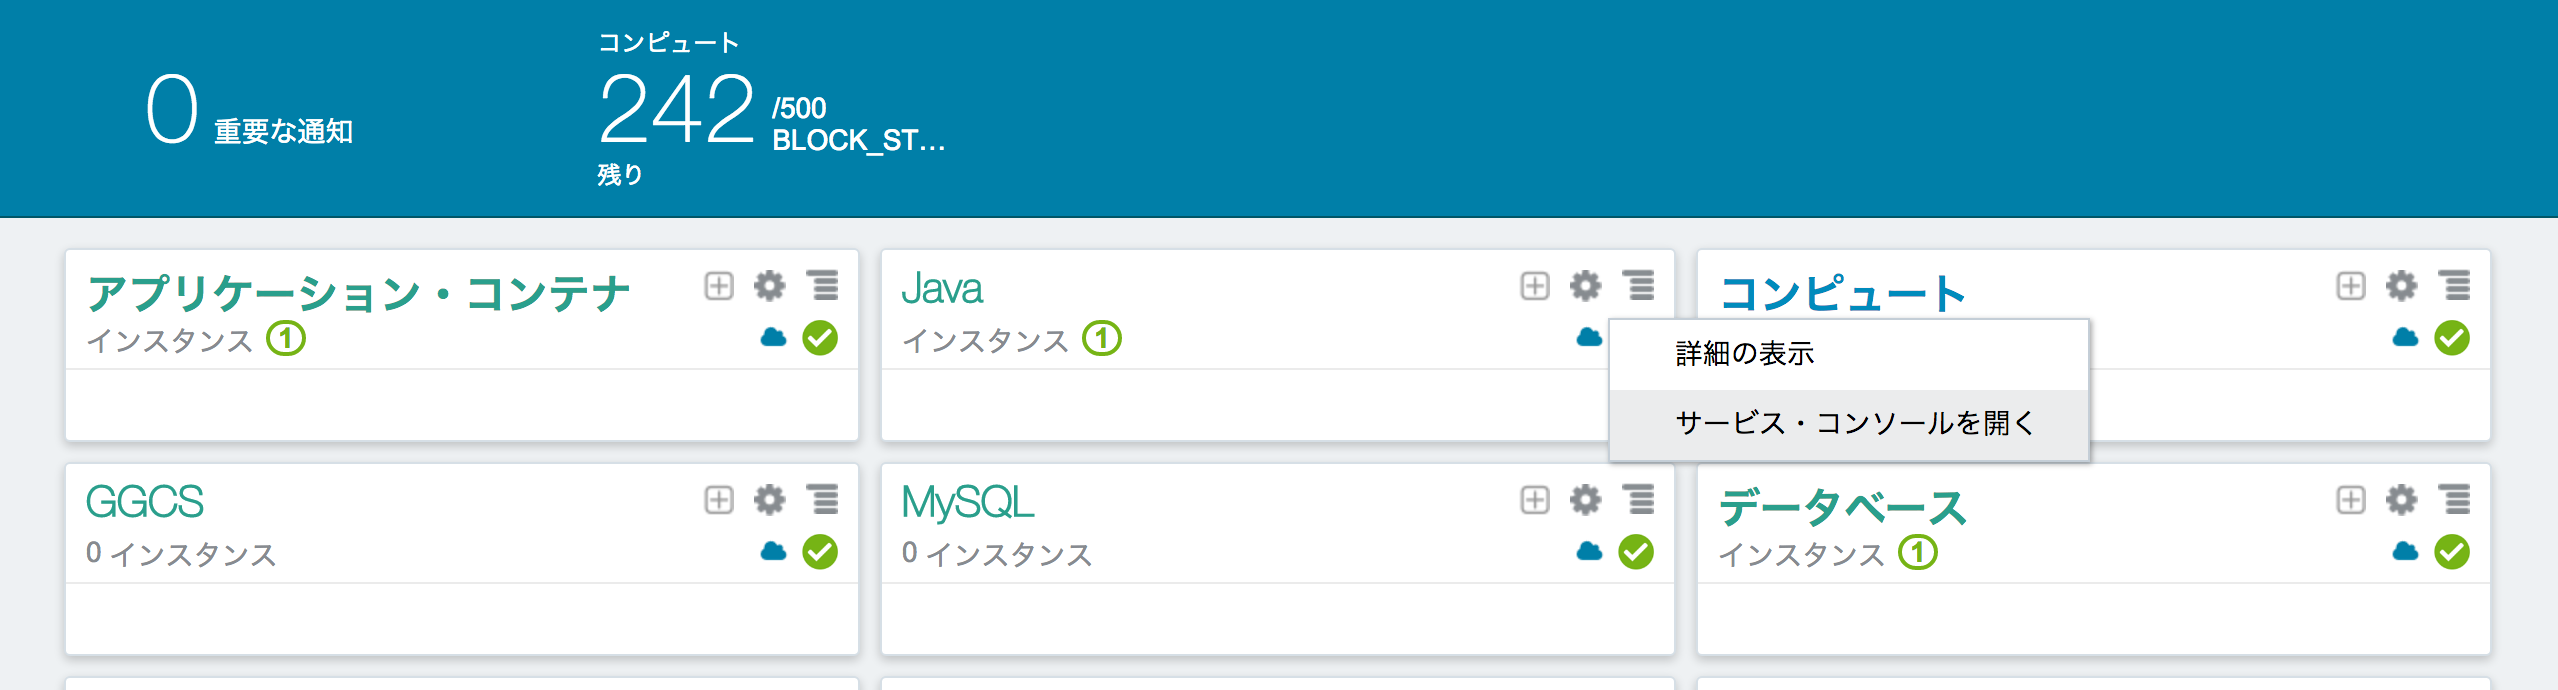 コンピュート
0 重要な通知
242 /500
BLOCK_ST...
残り
アプリケーション・コンテナ
インスタンス 1
Java
インスタンス 1
コンピュート
詳細の表示
サービス・コンソールを開く
GGCS
0 インスタンス
MySQL
0 インスタンス
データベース
インスタンス 1